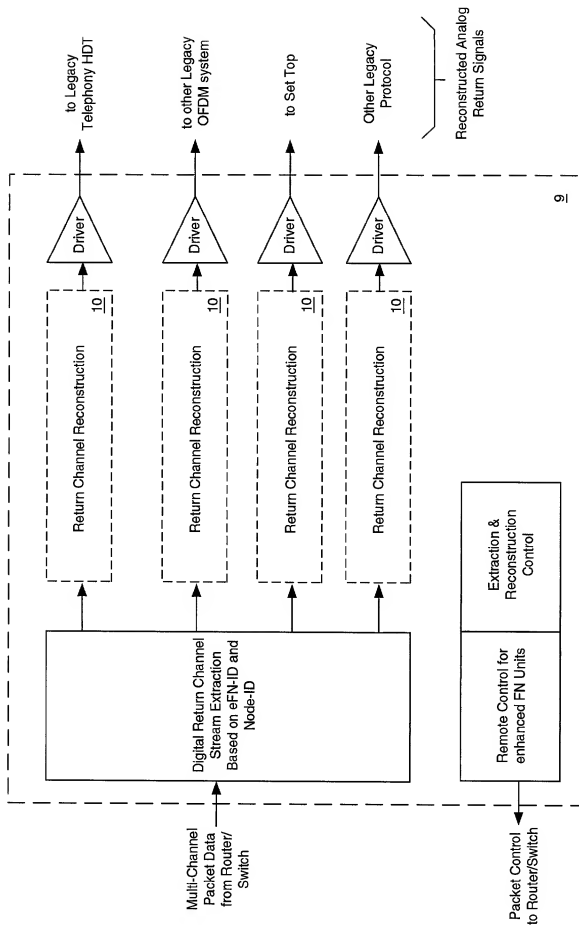 Multi-Channel
Packet Data
from Router/
Switch
Digital Return Channel
Stream Extraction
Based on eFN-ID and
Node-ID
Return Channel Reconstruction
10
Driver
to Legacy
Telephony HDT
Return Channel Reconstruction
10
Driver
to other Legacy
OFDM system
Return Channel Reconstruction
10
Driver
to Set Top
Return Channel Reconstruction
10
Driver
Other Legacy
Protocol
Reconstructed Analog
Return Signals
Packet Control
to Router/Switch
Remote Control for
enhanced FN Units
Extraction &
Reconstruction
Control
9